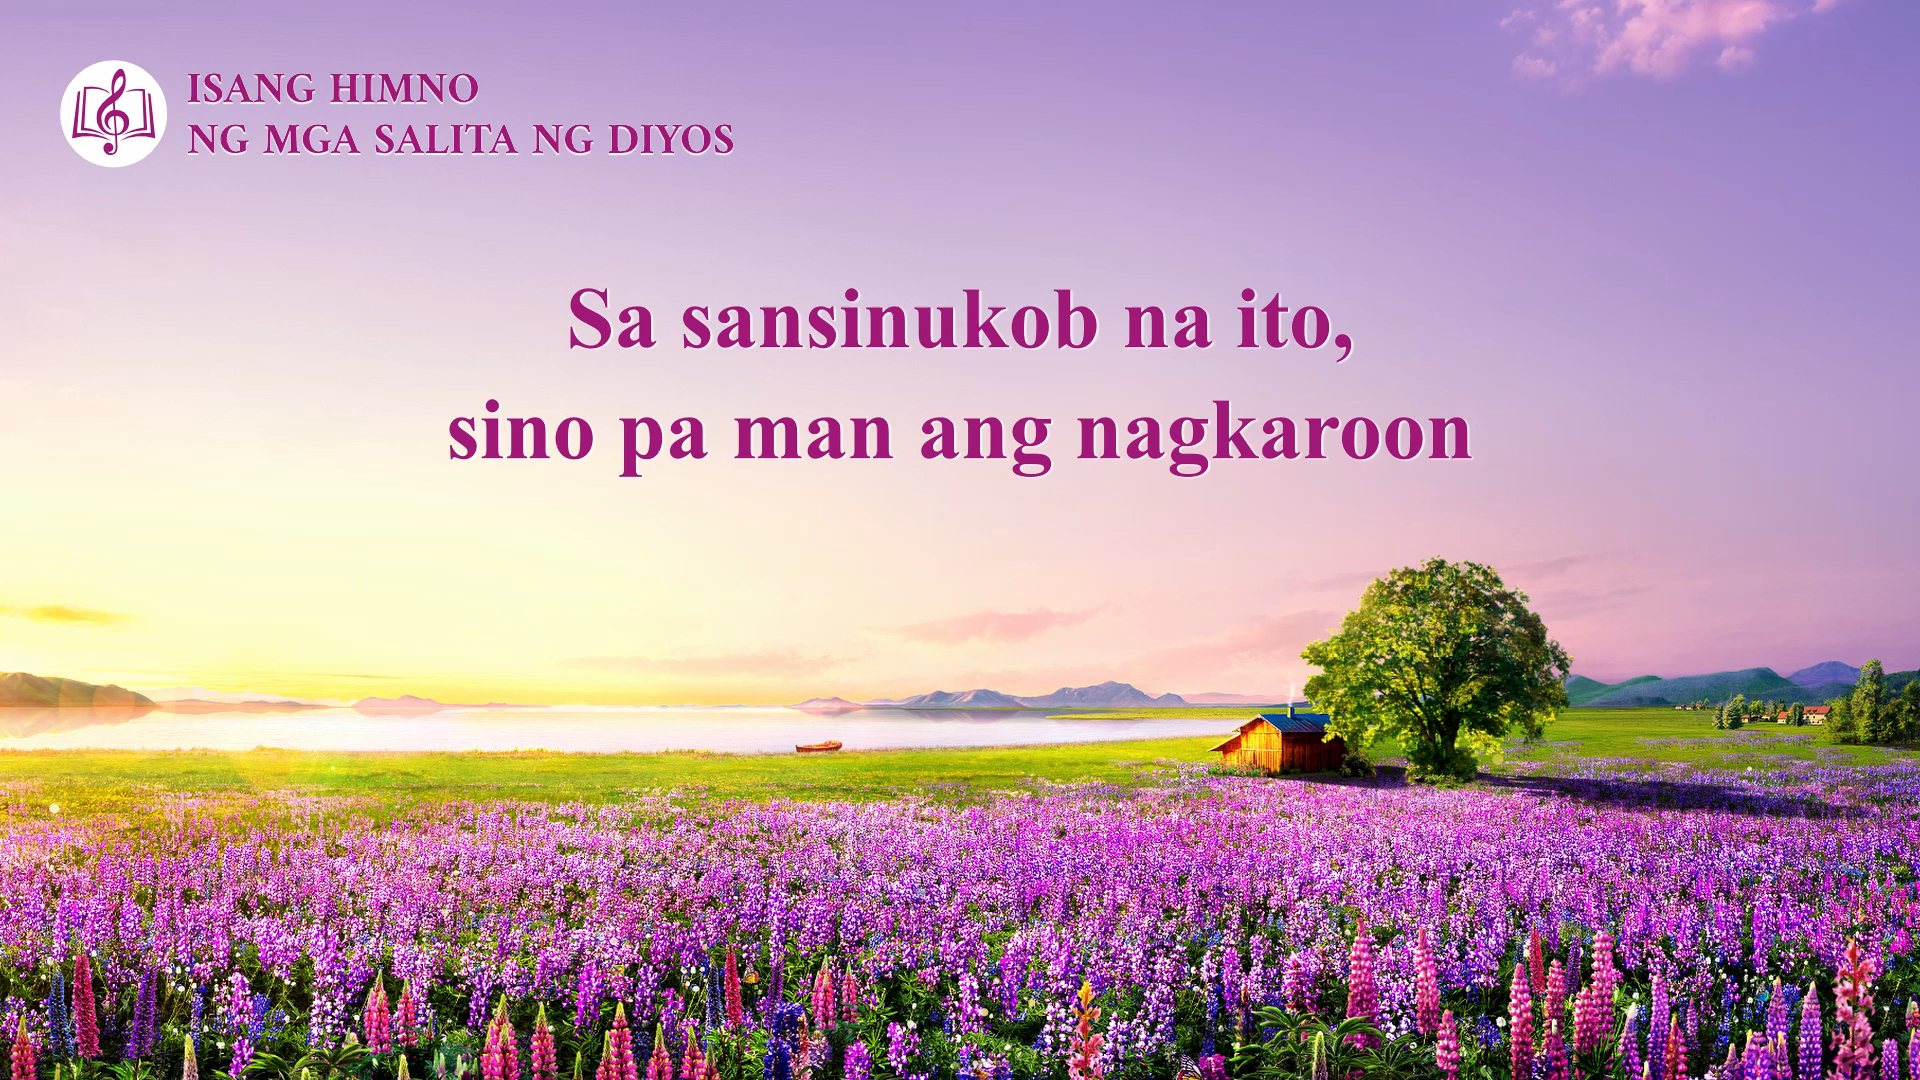 ISANG HIMNO
NG MGA SALITA NG DIYOS
Sa sansinukob na ito,
sino pa man ang nagkaroon